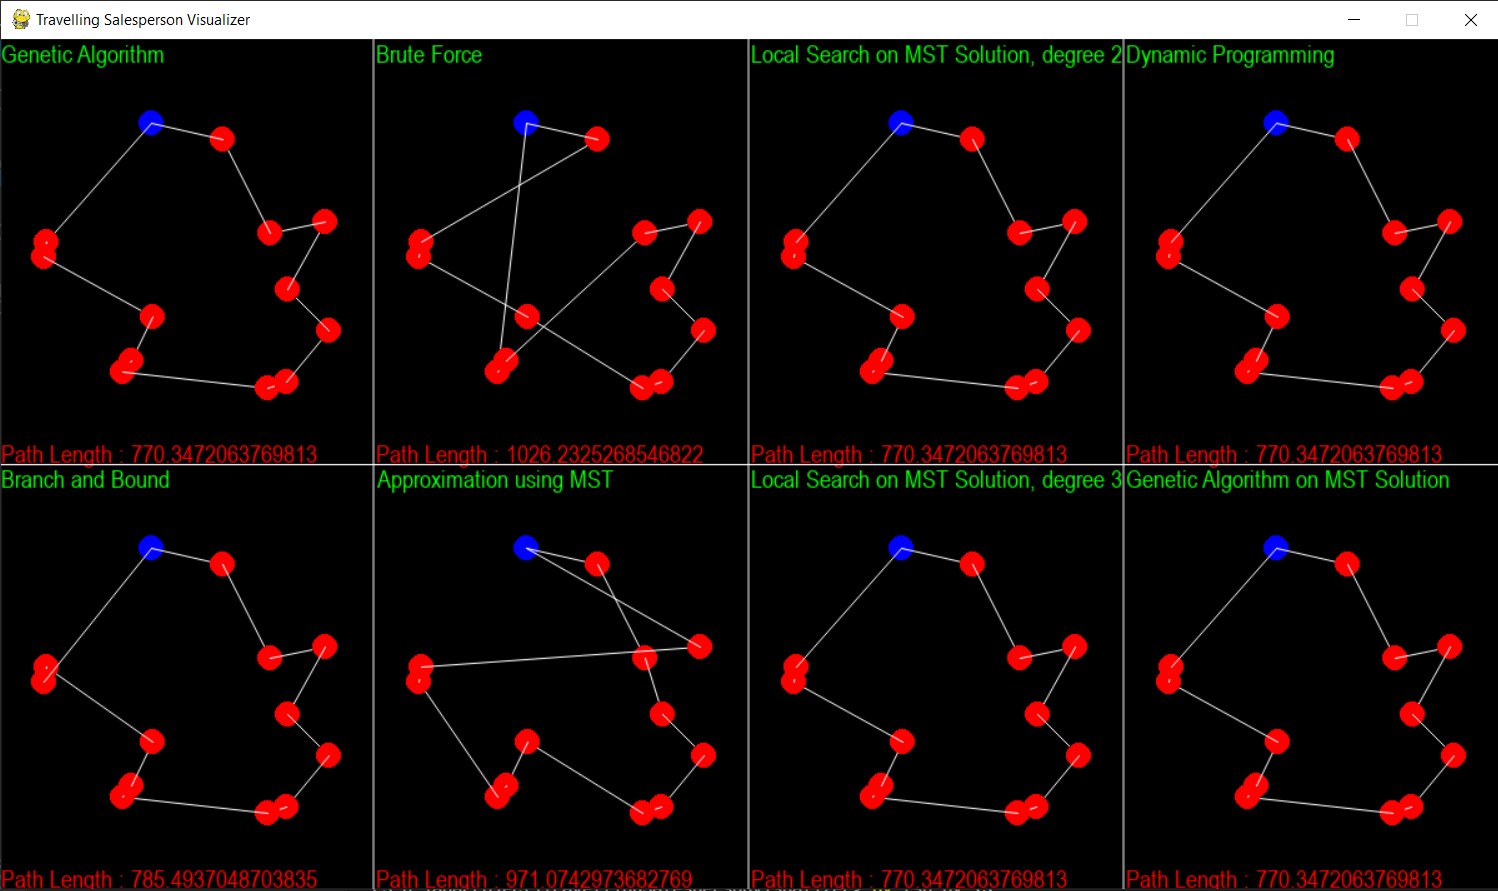 Travelling Salesperson Visualizer
Genetic Algorithm
Brute Force
Local Search on MST Solution, degree 2
Dynamic Programming
Path Length : 770.3472063769813
Path Length : 1026.2325268546822
Path Length : 770.3472063769813
Path Length : 770.3472063769813
Branch and Bound
Approximation using MST
Local Search on MST Solution, degree 3
Genetic Algorithm on MST Solution
Path Length : 785.4937048703835
Path Length : 971.0742973682769
Path Length : 770.3472063769813
Path Length : 770.3472063769813